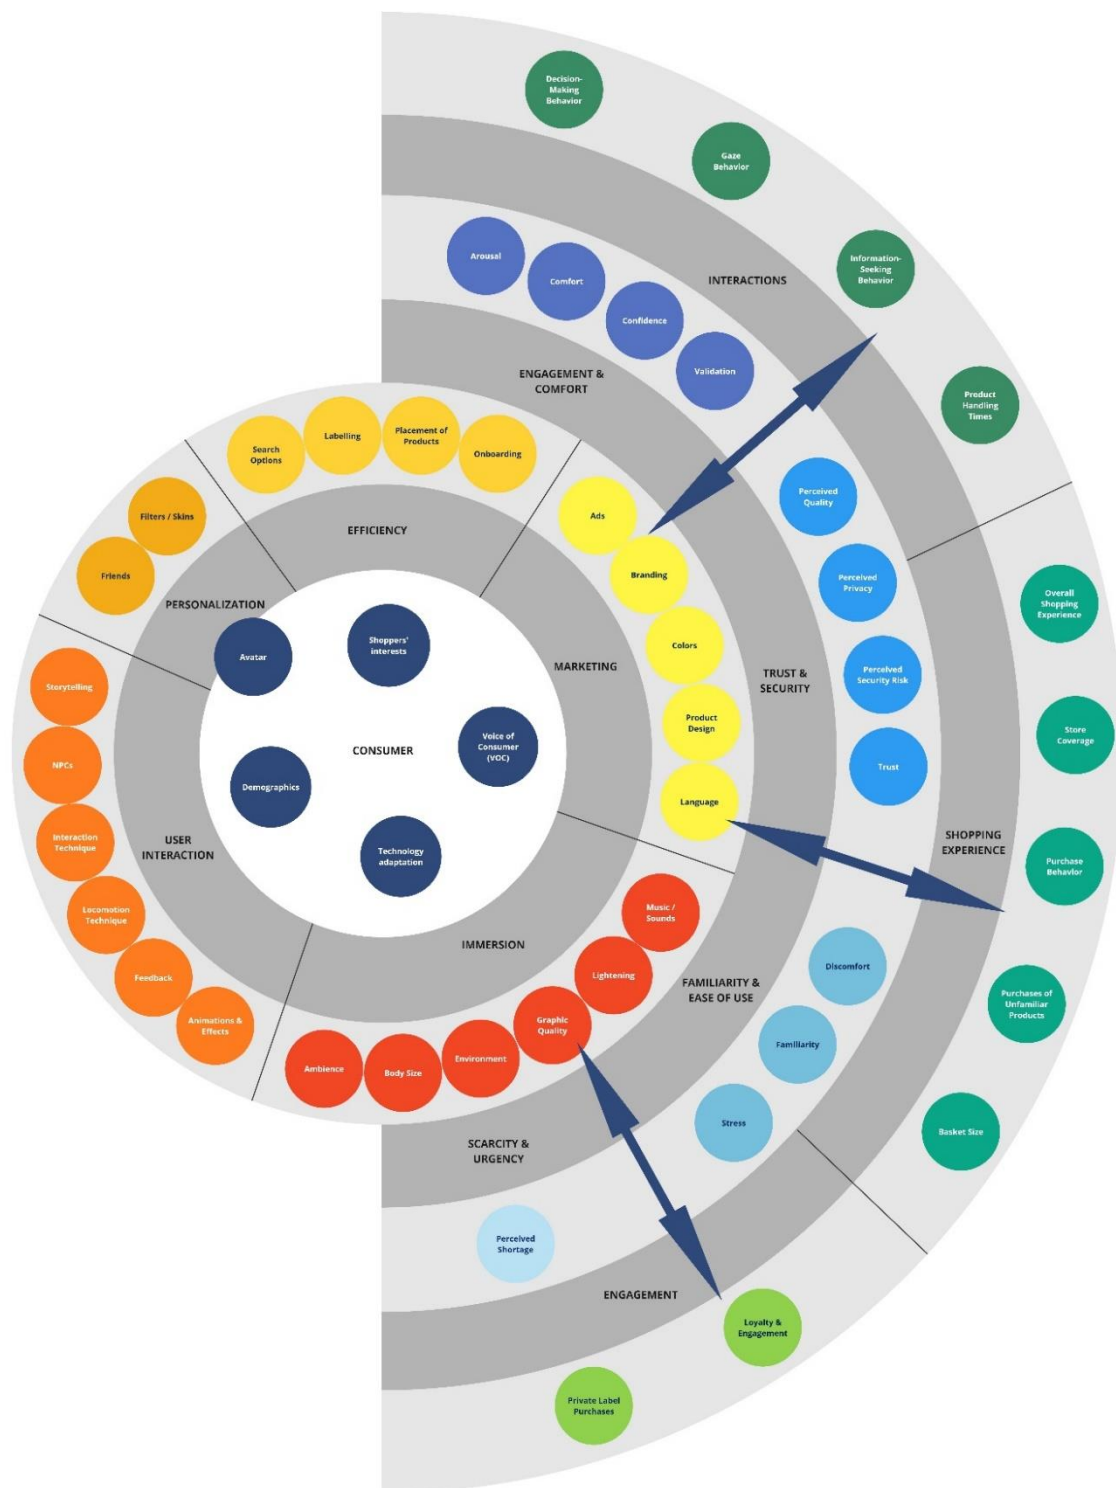 Decision-
Making
Behavior
Gaze
Behavior
Information-
Seeking
Behavior
Product
Handling
Times
INTERACTIONS
Arousal
Comfort
Confidence
Validation
ENGAGEMENT &
COMFORT
Search
Options
Labelling
Placement of
Products
Onboarding
EFFICIENCY
Filters / Skins
Friends
PERSONALIZATION
Ads
Branding
Colors
Product
Design
Language
MARKETING
Perceived
Quality
Perceived
Privacy
Perceived
Security Risk
Trust
TRUST &
SECURITY
Overall
Shopping
Experience
Store
Coverage
Purchase
Behavior
Purchases of
Unfamiliar
Products
Basket Size
SHOPPING
EXPERIENCE
Avatar
Shoppers'
interests
Voice of
Consumer
(VOC)
CONSUMER
Demographics
Technology
adaptation
Storytelling
NPCs
Interaction
Technique
Locomotion
Technique
Feedback
Animations &
Effects
USER
INTERACTION
IMMERSION
Music /
Sounds
Lightening
Graphic
Quality
Environment
Body Size
Ambience
FAMILIARITY &
EASE OF USE
Discomfort
Familiarity
Stress
SCARCITY &
URGENCY
Perceived
Shortage
ENGAGEMENT
Loyalty &
Engagement
Private Label
Purchases